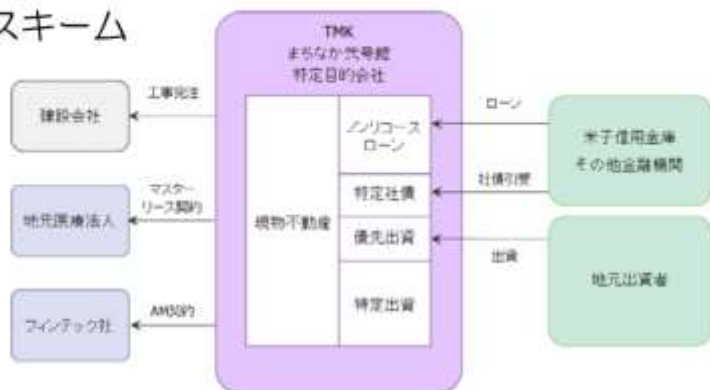 スキーム
TMK
まちなか弐号館
特定目的会社
建設会社
工事発注
ノンリコース
ローン
ローン
米子信用金庫
その他金融機関
マスター
リース契約
地元医療法人
現物不動産
特定社債
社債引受
優先出資
出資
地元出資者
特定出資
フィンテック社
AM契約